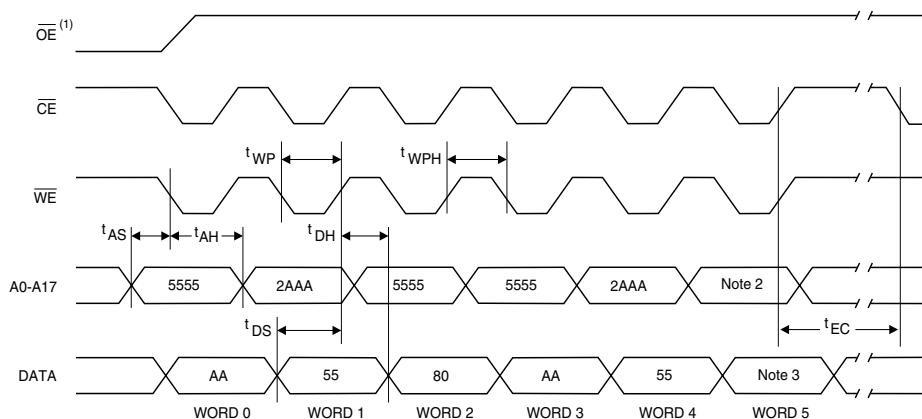 OE (1)
CE
t WP
t WPH
WE
t AS
t AH
t DH
A0-A17
5555
2AAA
5555
5555
2AAA
Note 2
t DS
t EC
DATA
AA
55
80
AA
55
Note 3
WORD 0
WORD 1
WORD 2
WORD 3
WORD 4
WORD 5